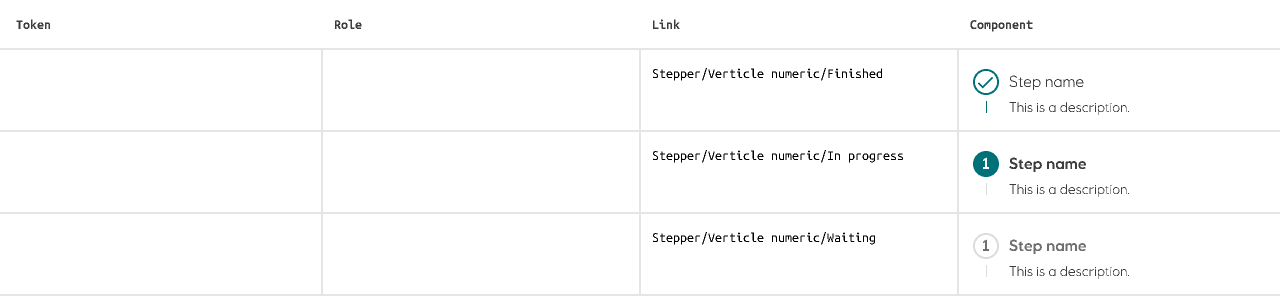 Token Role Link Component
Stepper/Verticle numeric/Finished
Step name
This is a description.
Stepper/Verticle numeric/In progress
1 Step name
This is a description.
Stepper/Verticle numeric/Waiting
1 Step name
This is a description.